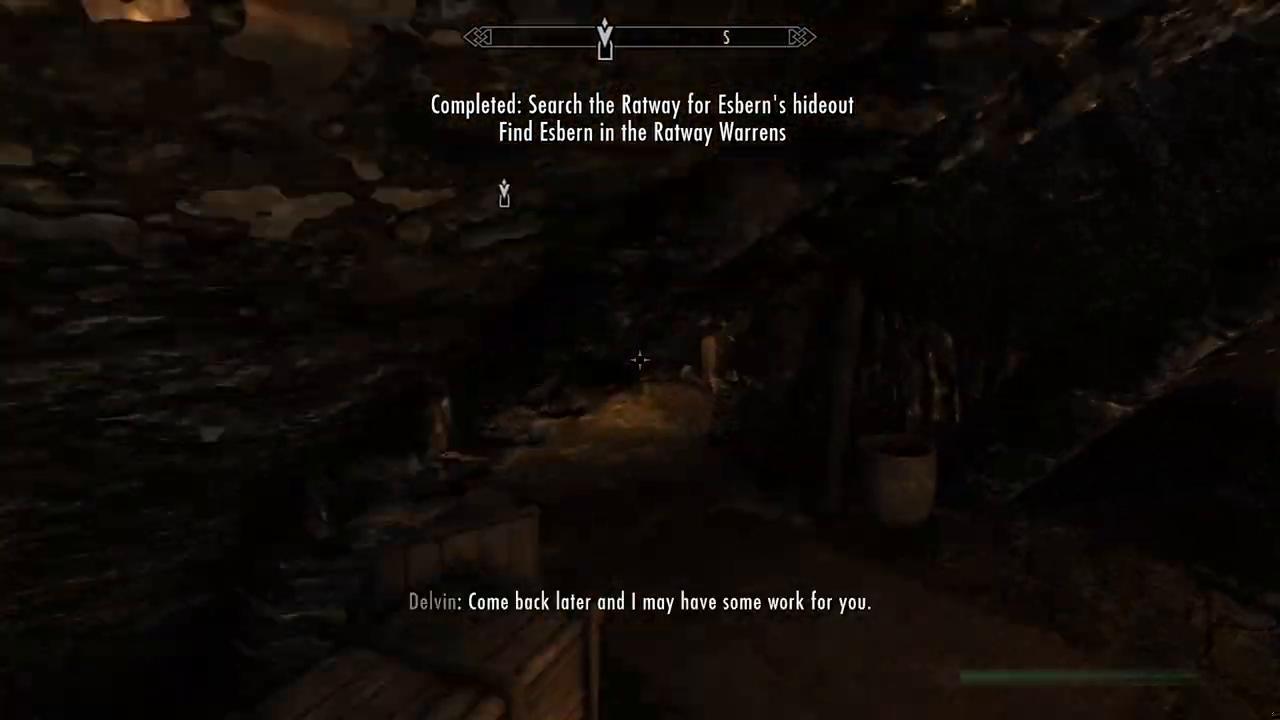 S
Completed: Search the Ratway for Esbern's hideout
Find Esbern in the Ratway Warrens
Delvin: Come back later and I may have some work for you.